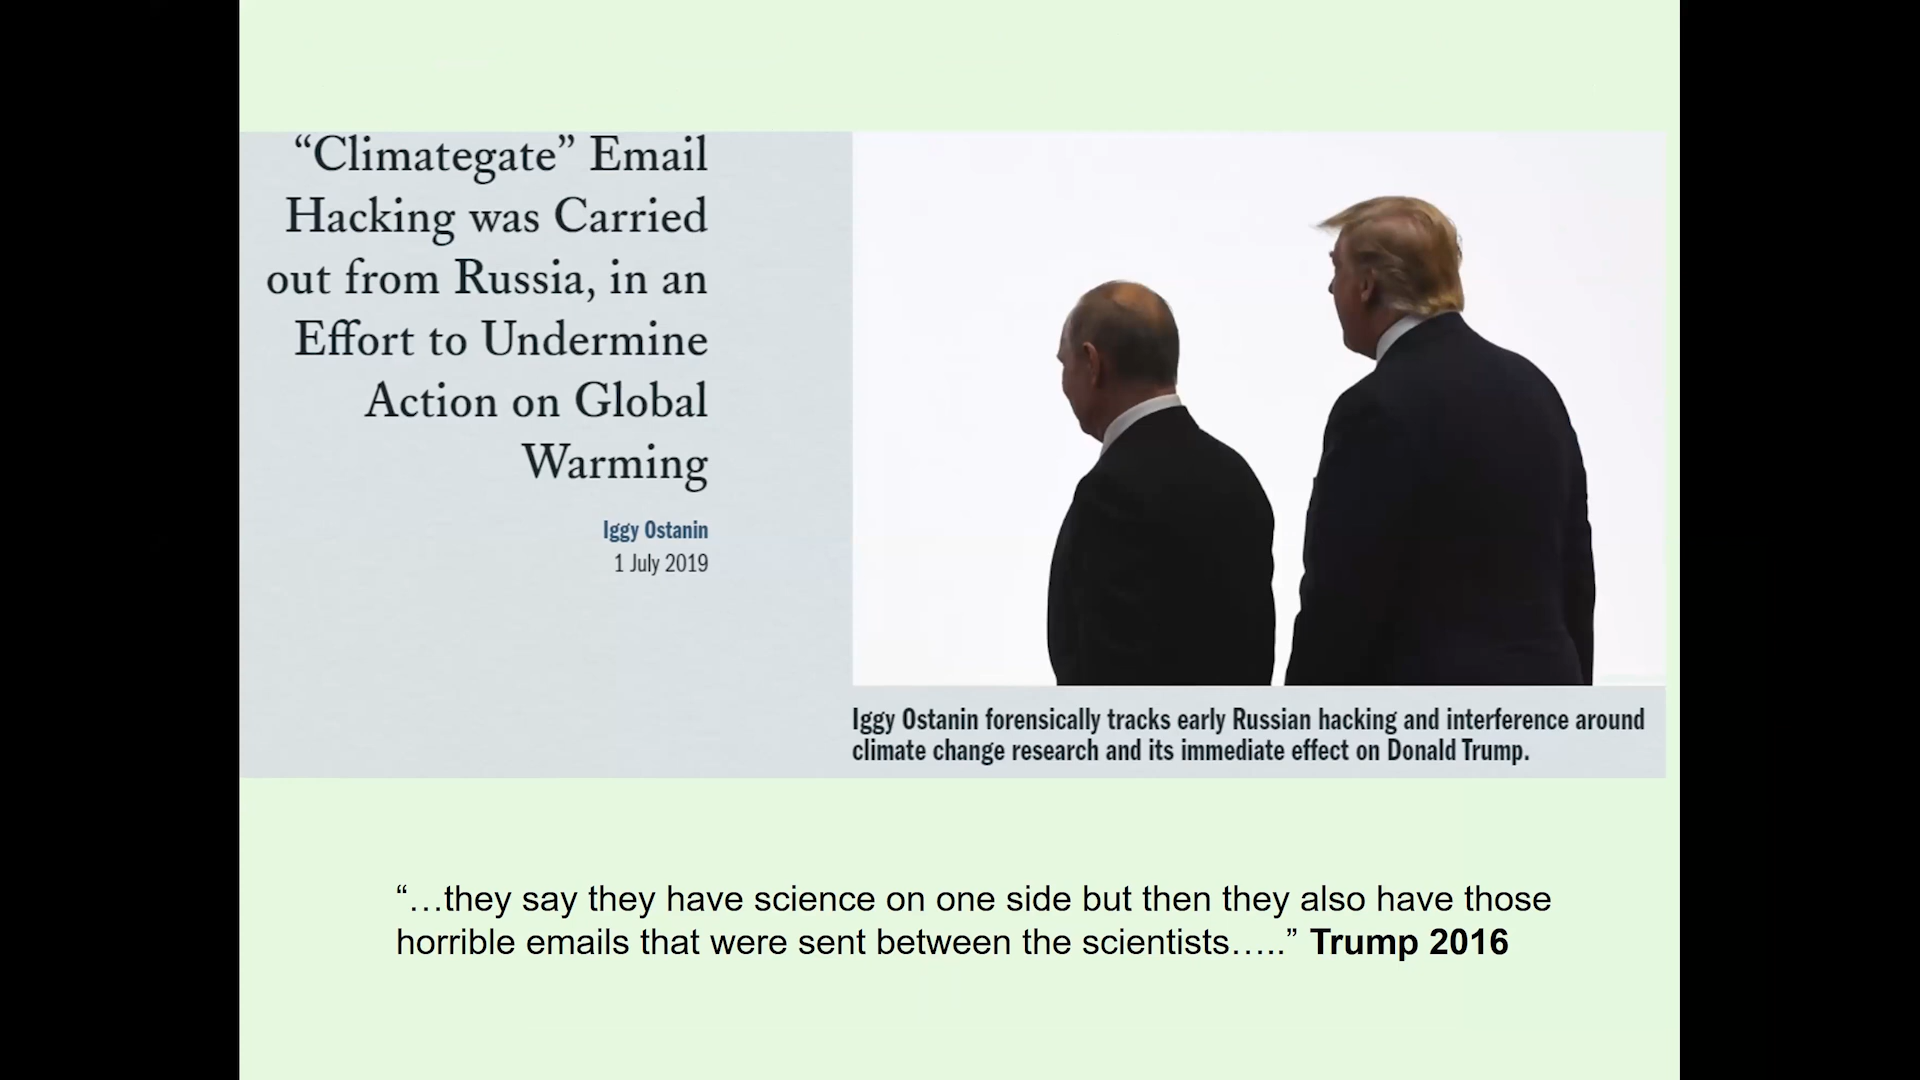 “Climategate” Email
Hacking was Carried
out from Russia, in an
Effort to Undermine
Action on Global
Warming
Iggy Ostanin
1 July 2019
Iggy Ostanin forensically tracks early Russian hacking and interference around
climate change research and its immediate effect on Donald Trump.
“…they say they have science on one side but then they also have those
horrible emails that were sent between the scientists…..” Trump 2016